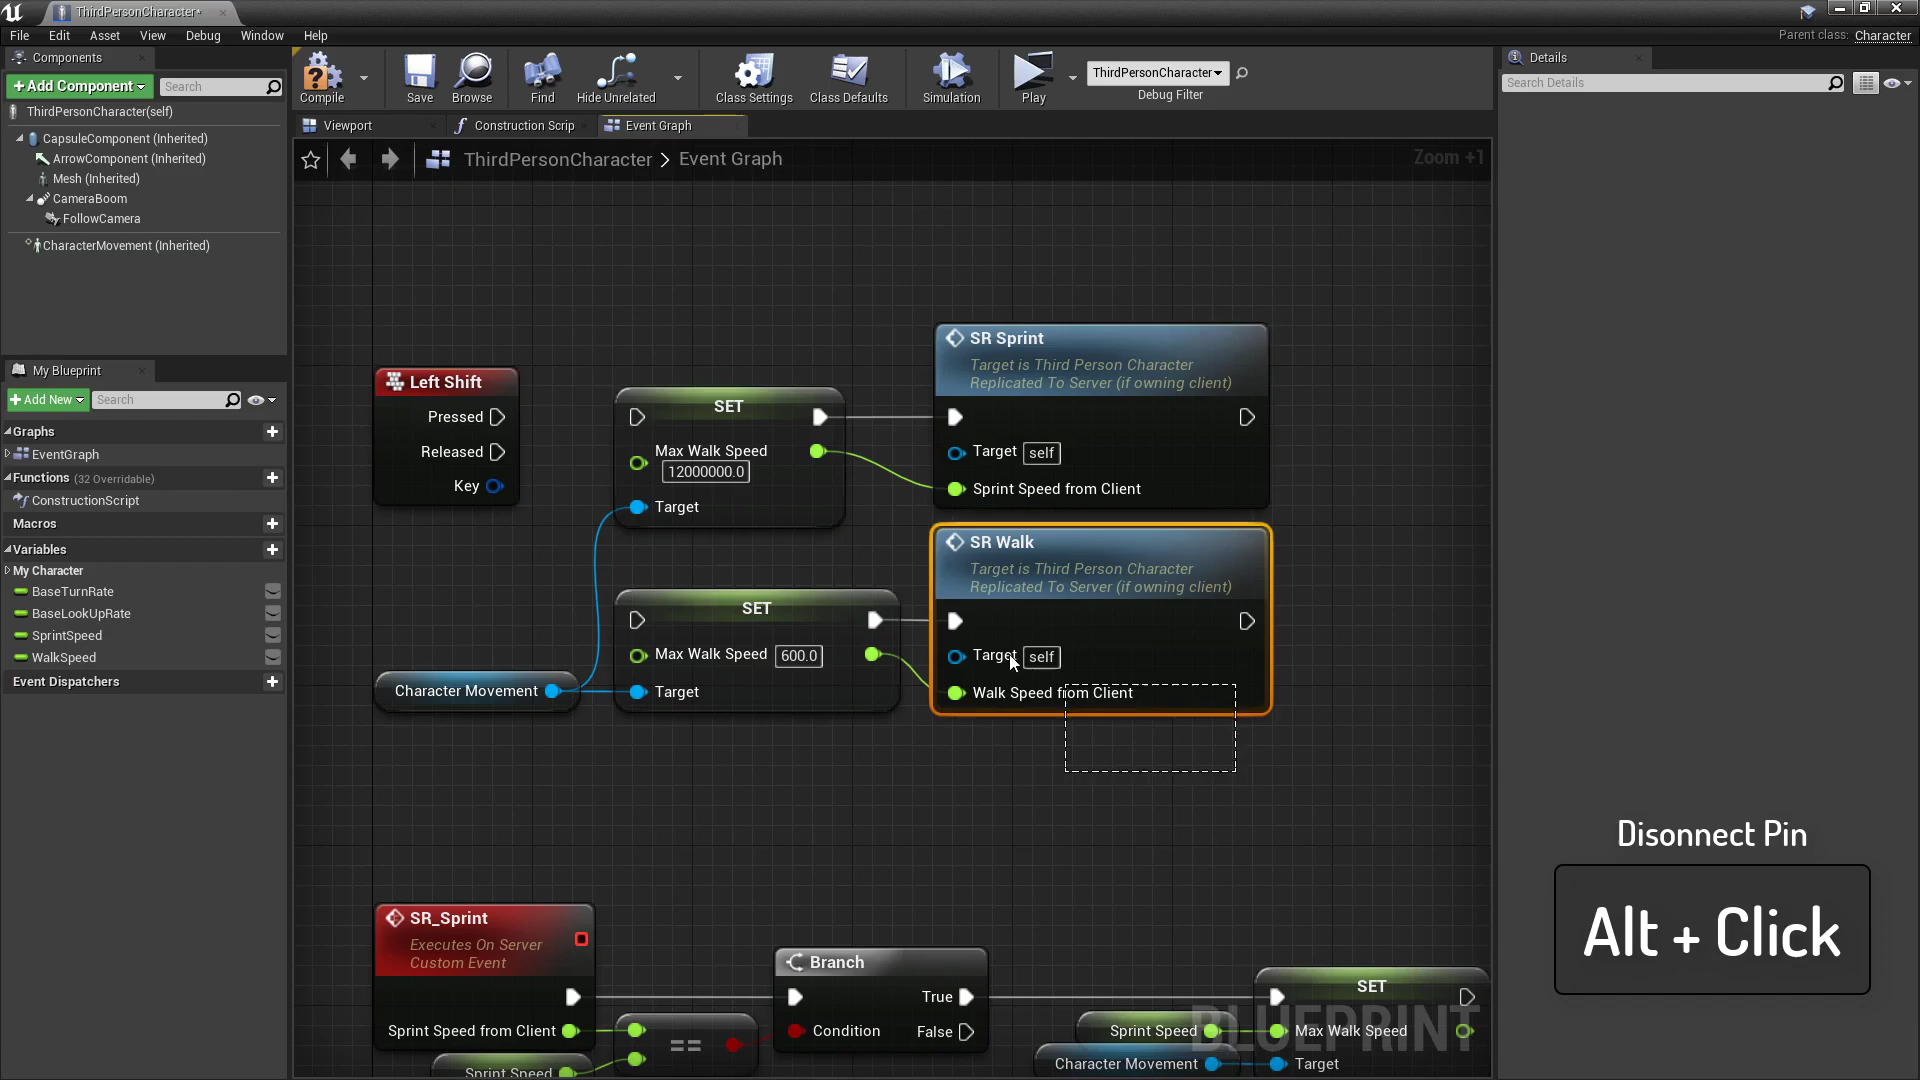 ThirdPersonCharacter*
File Edit Asset View Debug Window Help
Parent class: Character
Components
+Add Component
Search
ThirdPersonCharacter(self)
CapsuleComponent (Inherited)
ArrowComponent (Inherited)
Mesh (Inherited)
CameraBoom
FollowCamera
CharacterMovement (Inherited)
My Blueprint
+Add New
Search
Graphs
EventGraph
Functions (32 Overridable)
ConstructionScript
Macros
Variables
My Character
BaseTurnRate
BaseLookUpRate
SprintSpeed
WalkSpeed
Event Dispatchers
Compile
Save
Browse
Find
Hide Unrelated
Class Settings
Class Defaults
Simulation
Play
ThirdPersonCharacter
Debug Filter
Viewport
Construction Scrip
Event Graph
ThirdPersonCharacter > Event Graph
Zoom +1
Left Shift
Pressed
Released
Key
SET
Max Walk Speed
12000000.0
Target
SR Sprint
Target is Third Person Character
Replicated To Server (if owning client)
Target self
Sprint Speed from Client
SET
Max Walk Speed 600.0
Target
Character Movement
SR Walk
Target is Third Person Character
Replicated To Server (if owning client)
Target self
Walk Speed from Client
SR_Sprint
Executes On Server
Custom Event
Sprint Speed from Client
Sprint Speed
==
Branch
True
Condition
False
SET
Sprint Speed
Max Walk Speed
Character Movement
Target
BLUEPRINT
Details
Search Details
Disonnect Pin
Alt + Click